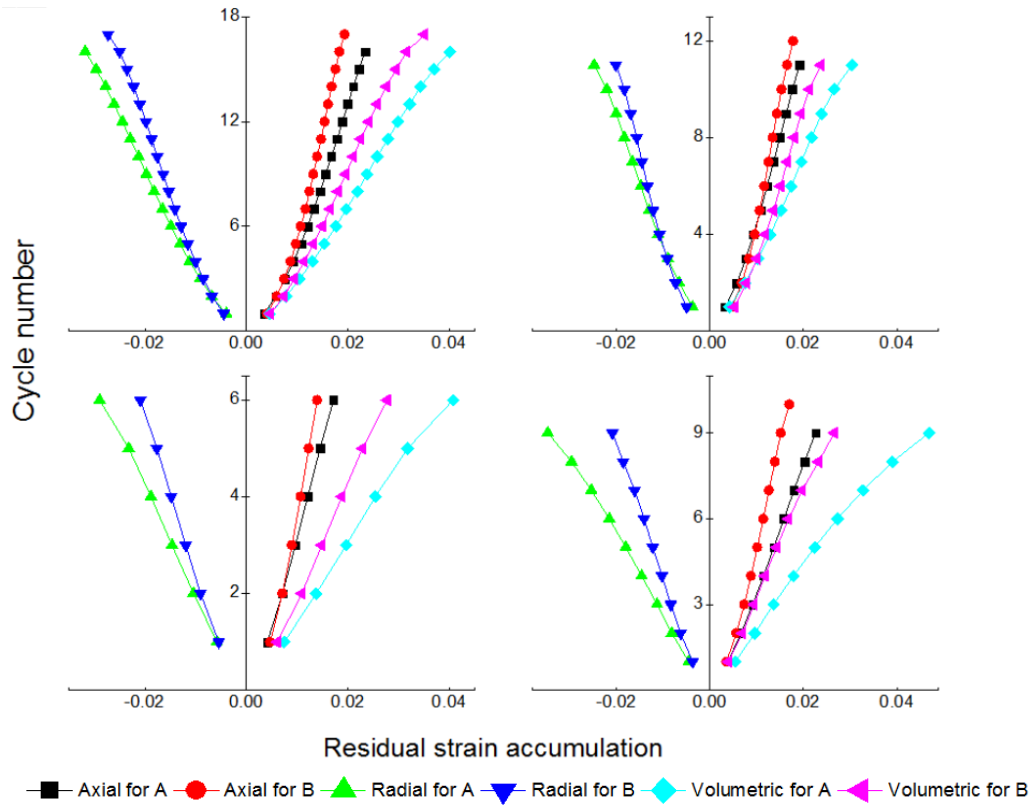 18
12
6
-0.02 0.00 0.02 0.04
12
8
4
-0.02 0.00 0.02 0.04
Cycle number
6
4
2
-0.02 0.00 0.02 0.04
9
6
3
-0.02 0.00 0.02 0.04
Residual strain accumulation
Axial for A Axial for B Radial for A Radial for B Volumetric for A Volumetric for B